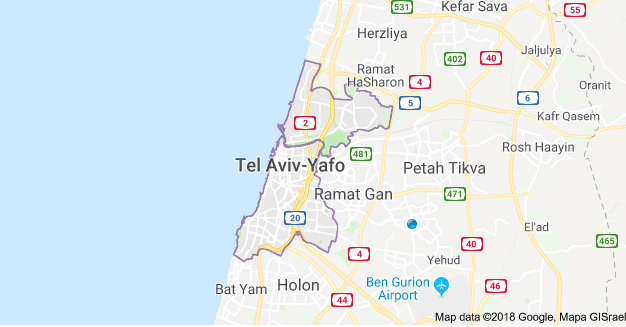 531
Kefar Sava
55
Herzliya
Jaljulya
402
40
Ramat
HaSharon
4
Oranit
5
6
2
Kafr Qasem
481
Rosh Haayin
Tel Aviv-Yafo
Petah Tikva
Ramat Gan
471
20
El'ad
40
465
4
Yehud
Bat Yam
Holon
Ben Gurion
Airport
46
44
Map data ©2018 Google, Mapa GISrael